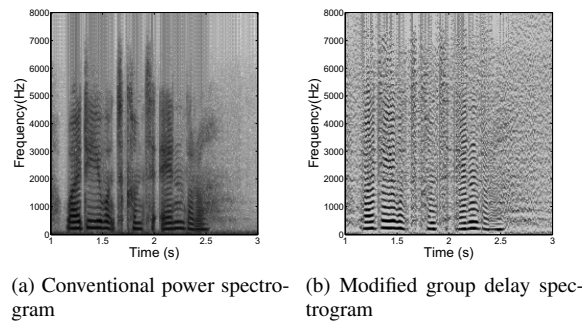 8000
7000
6000
5000
4000
3000
2000
1000
0
Frequency(Hz)
1 1.5 2 2.5 3
Time (s)
8000
7000
6000
5000
4000
3000
2000
1000
0
Frequency(Hz)
1 1.5 2 2.5 3
Time (s)
(a) Conventional power spectro-
gram
(b) Modified group delay spec-
trogram